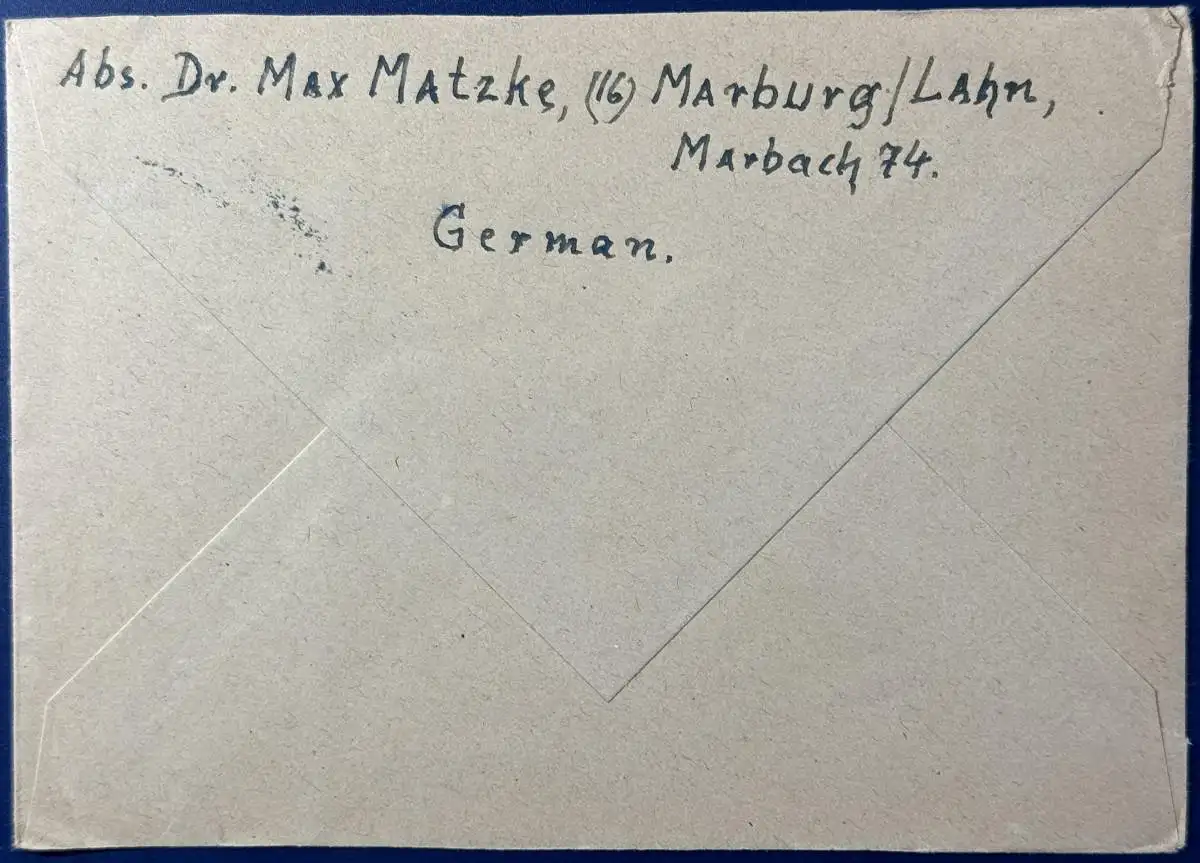 Abs. Dr. Max Matzke, (16) Marburg/Lahn,
Marbach 74.
German.